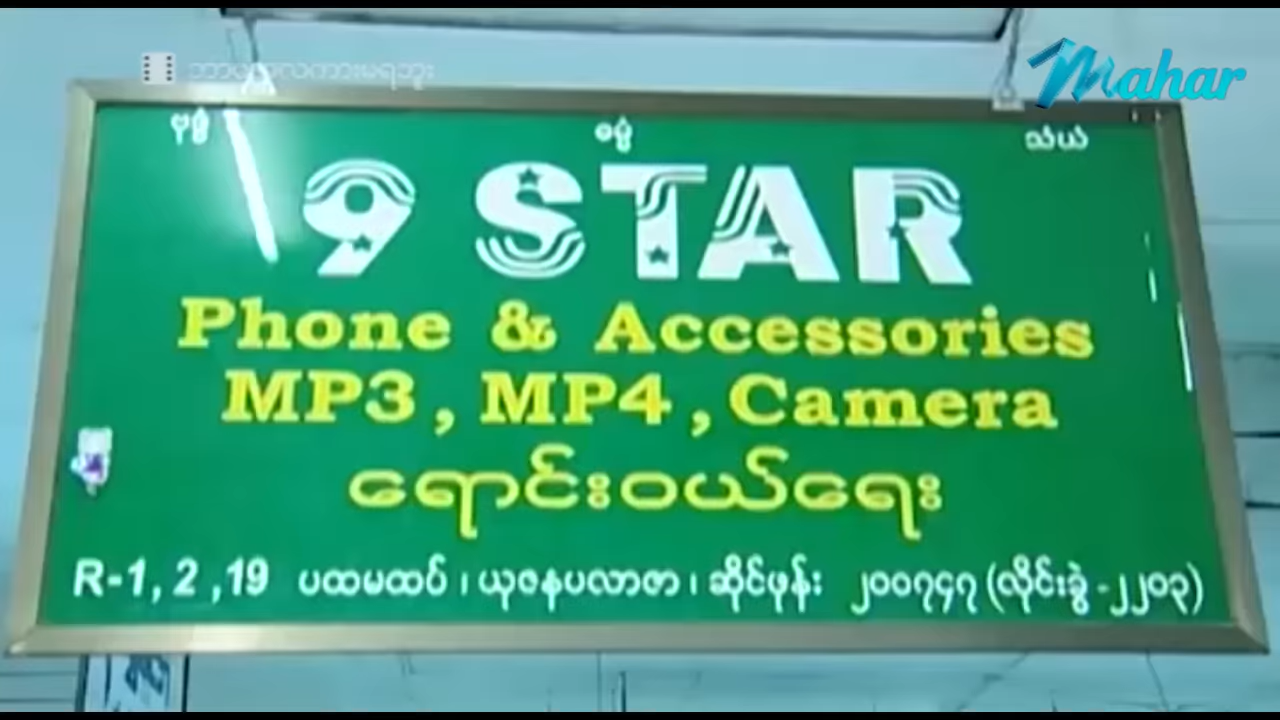 Mahar
ဗုဒ္ဓံ ဓမ္မံ သံဃံ
9 STAR
Phone & Accessories
MP3 , MP4 , Camera
ရောင်းဝယ်ရေး
R-1, 2 ,19 ပထမထပ် ၊ ယုဇနပလာဇာ ၊ ဆိုင်ဖုန်း ၂၀၀၇၄၇ (လိုင်းခွဲ -၂၂၀၃)